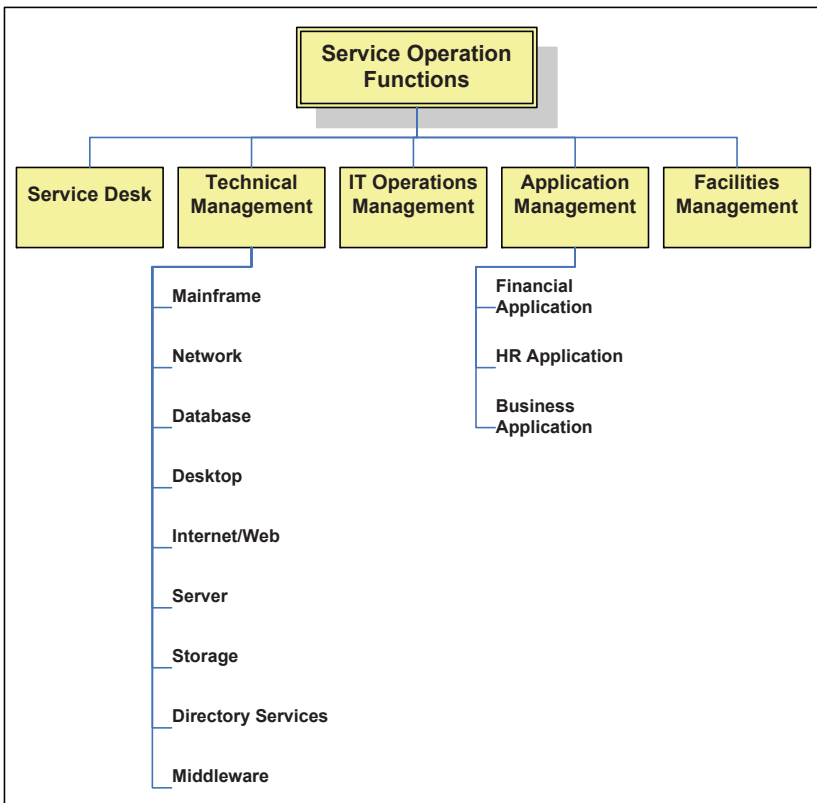 Service Operation
Functions
Service Desk
Technical
Management
IT Operations
Management
Application
Management
Facilities
Management
Mainframe
Network
Database
Desktop
Internet/Web
Server
Storage
Directory Services
Middleware
Financial
Application
HR Application
Business
Application